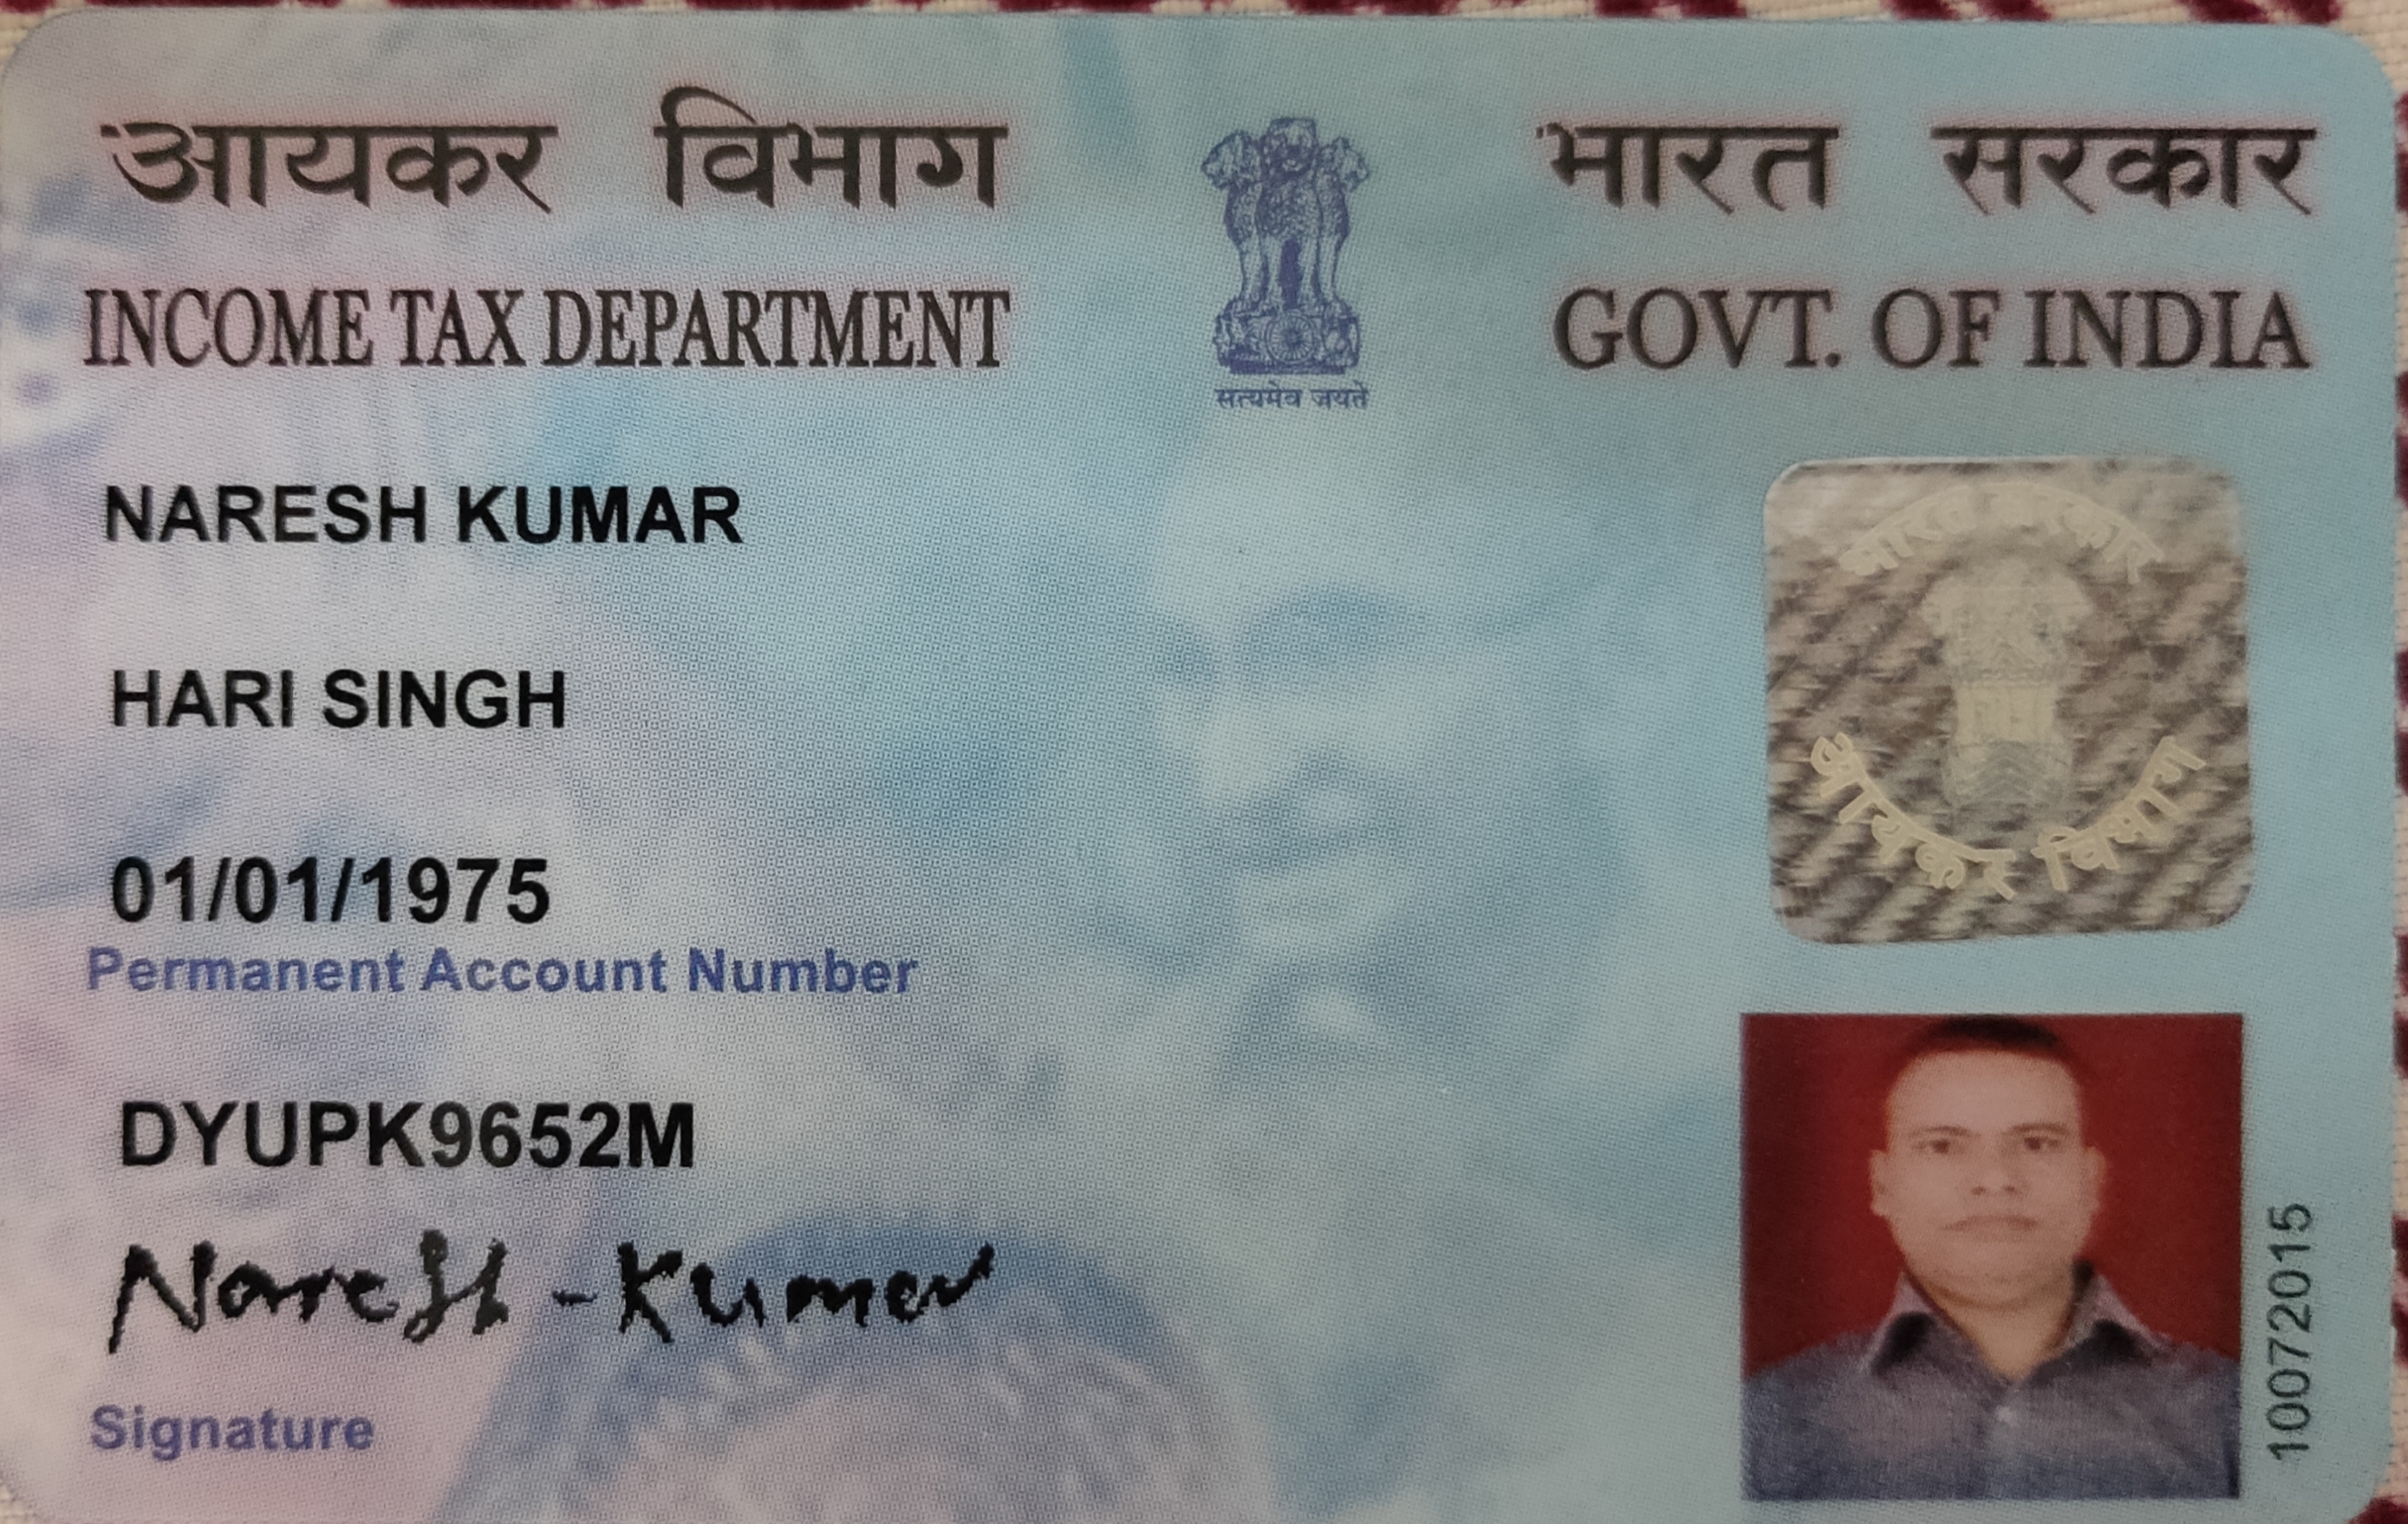 आयकर विभाग
INCOME TAX DEPARTMENT
सत्यमेव जयते
भारत सरकार
GOVT. OF INDIA
NARESH KUMAR
HARI SINGH
01/01/1975
Permanent Account Number
DYUPK9652M
Naresh-Kumar
Signature
भारत सरकार
आयकर विभाग
10072015